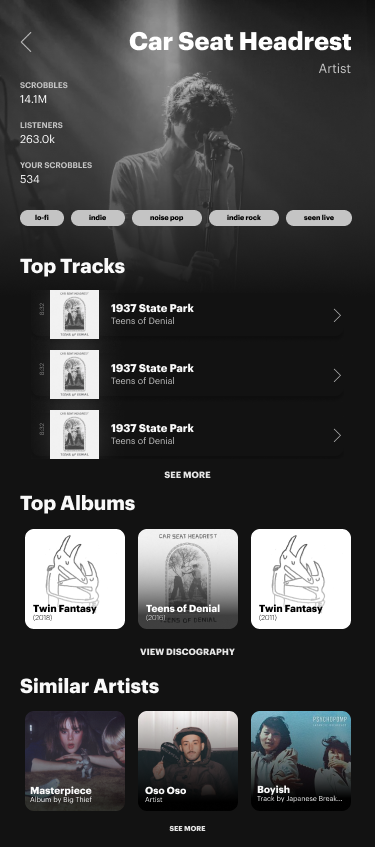 Car Seat Headrest
Artist
SCROBBLES
14.1M
LISTENERS
263.0k
YOUR SCROBBLES
534
lo-fi
indie
noise pop
indie rock
seen live
Top Tracks
CAR SEAT HEADREST
TEENS OF DENIAL
1937 State Park
Teens of Denial
CAR SEAT HEADREST
TEENS OF DENIAL
1937 State Park
Teens of Denial
CAR SEAT HEADREST
TEENS OF DENIAL
1937 State Park
Teens of Denial
SEE MORE
Top Albums
Twin Fantasy
(2018)
CAR SEAT HEADREST
Teens of Denial
(2016)
TEENS OF DENIAL
Twin Fantasy
(2011)
VIEW DISCOGRAPHY
Similar Artists
Masterpiece
Album by Big Thief
Oso Oso
Artist
PSYCHOPOMP
Boyish
Track by Japanese Break...
SEE MORE